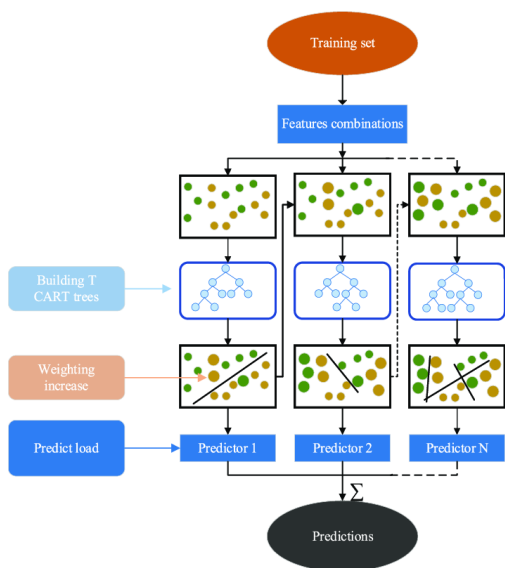 Training set
Features combinations
Building T
CART trees
Weighting
increase
Predict load
Predictor 1
Predictor 2
Predictor N
Σ
Predictions